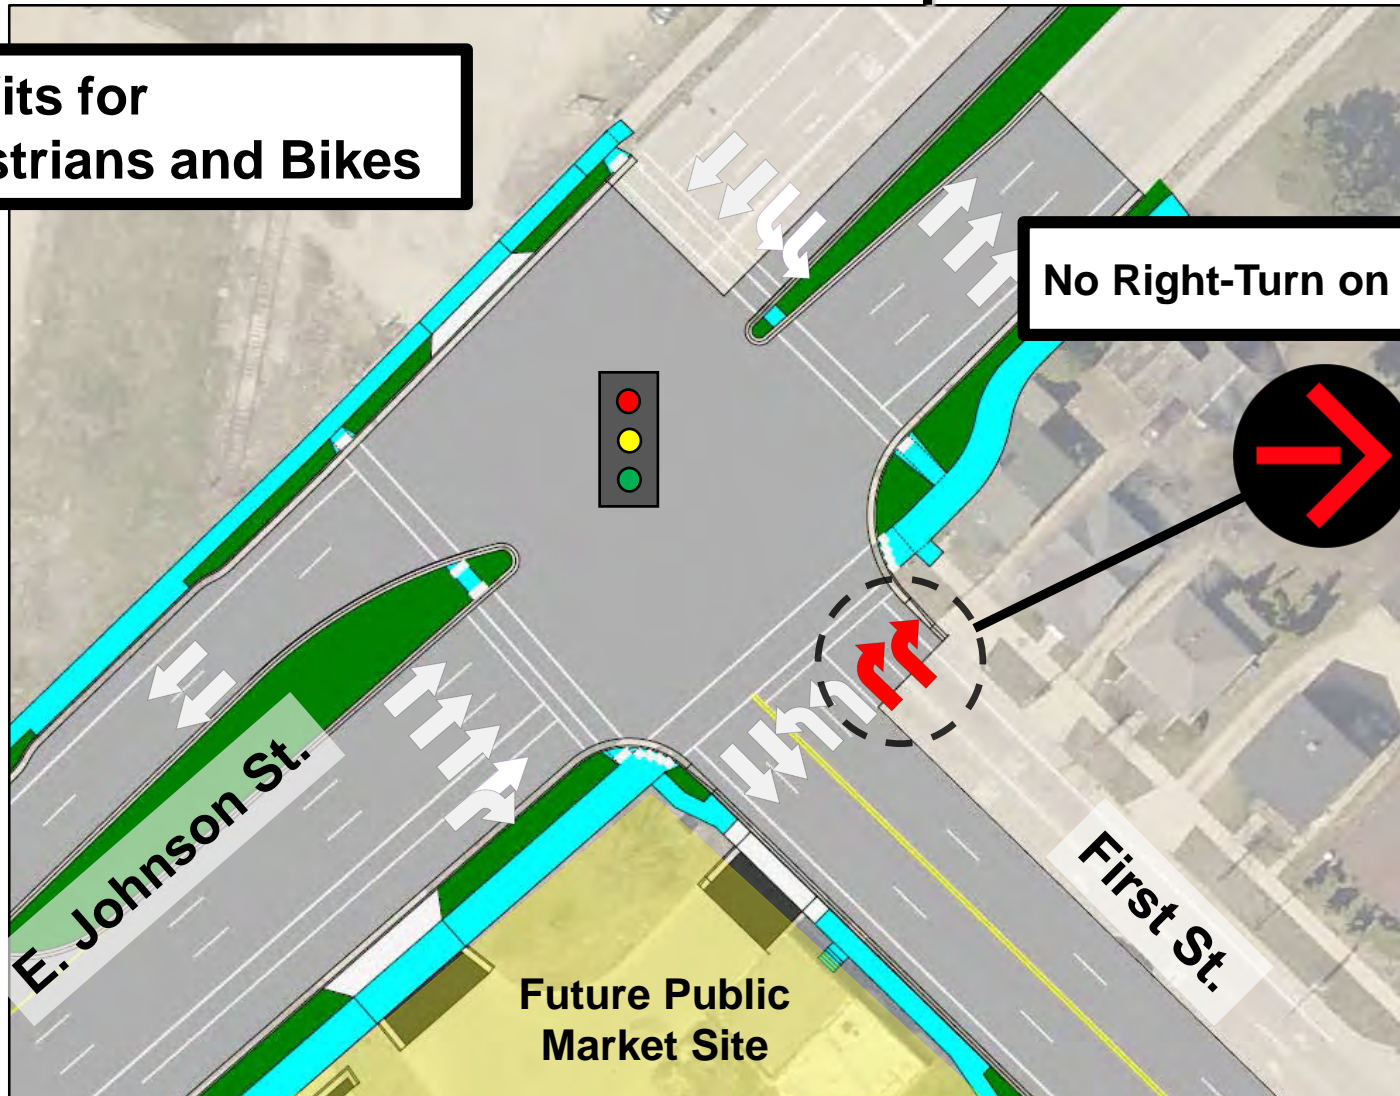 its for
strians and Bikes
No Right-Turn on
E. Johnson St.
First St.
Future Public
Market Site